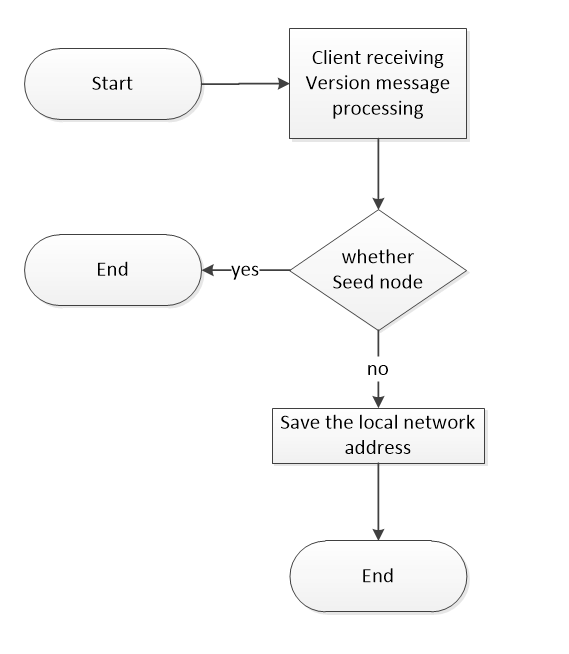 Start
Client receiving
Version message
processing
End
yes
whether
Seed node
no
Save the local network
address
End